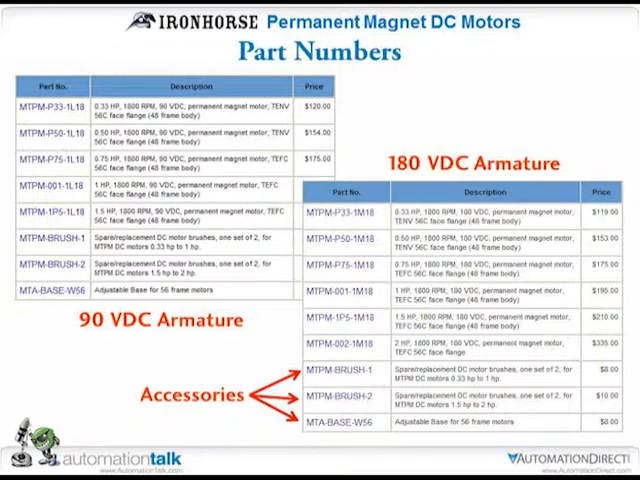 IRONHORSE Permanent Magnet DC Motors
Part Numbers
Part No. Description Price
MTPM-P33-1L18 0.33 HP, 1800 RPM, 90 VDC, permanent magnet motor, TENV $120.00
56C face flange (48 frame body)
MTPM-P50-1L18 0.50 HP, 1800 RPM, 90 VDC, permanent magnet motor, TENV $154.00
56C face flange (48 frame body)
MTPM-P75-1L18 0.75 HP, 1800 RPM, 90 VDC, permanent magnet motor, TEFC $175.00
56C face flange (48 frame body)
MTPM-001-1L18 1 HP, 1800 RPM, 90 VDC, permanent magnet motor, TEFC
56C face flange (48 frame body)
MTPM-1P5-1L18 1.5 HP, 1800 RPM, 90 VDC, permanent magnet motor, TEFC
56C face flange (48 frame body)
MTPM-BRUSH-1 Spare/replacement DC motor brushes, one set of 2, for
MTPM DC motors 0.33 hp to 1 hp.
MTPM-BRUSH-2 Spare/replacement DC motor brushes, one set of 2, for
MTPM DC motors 1.5 hp to 2 hp.
MTA-BASE-W56 Adjustable Base for 56 frame motors
90 VDC Armature
180 VDC Armature
Part No. Description Price
MTPM-P33-1M18 0.33 HP, 1800 RPM, 180 VDC, permanent magnet motor, $119.00
TENV 56C face flange (48 frame body)
MTPM-P50-1M18 0.50 HP, 1800 RPM, 180 VDC, permanent magnet motor, $153.00
TENV 56C face flange (48 frame body)
MTPM-P75-1M18 0.75 HP, 1800 RPM, 180 VDC, permanent magnet motor, $175.00
TEFC 56C face flange (48 frame body)
MTPM-001-1M18 1 HP, 1800 RPM, 180 VDC, permanent magnet motor, $195.00
TEFC 56C face flange (48 frame body)
MTPM-1P5-1M18 1.5 HP, 1800 RPM, 180 VDC, permanent magnet motor, $210.00
TEFC 56C face flange (48 frame body)
MTPM-002-1M18 2 HP, 1800 RPM, 180 VDC, permanent magnet motor, $335.00
TEFC 56C face flange
MTPM-BRUSH-1 Spare/replacement DC motor brushes, one set of 2, for $8.00
MTPM DC motors 0.33 hp to 1 hp.
MTPM-BRUSH-2 Spare/replacement DC motor brushes, one set of 2, for $10.00
MTPM DC motors 1.5 hp to 2 hp.
MTA-BASE-W56 Adjustable Base for 56 frame motors $8.00
Accessories
automationtalk
www.Automationtalk.com
AUTOMATIONDIRECT
www.AutomationDirect.com